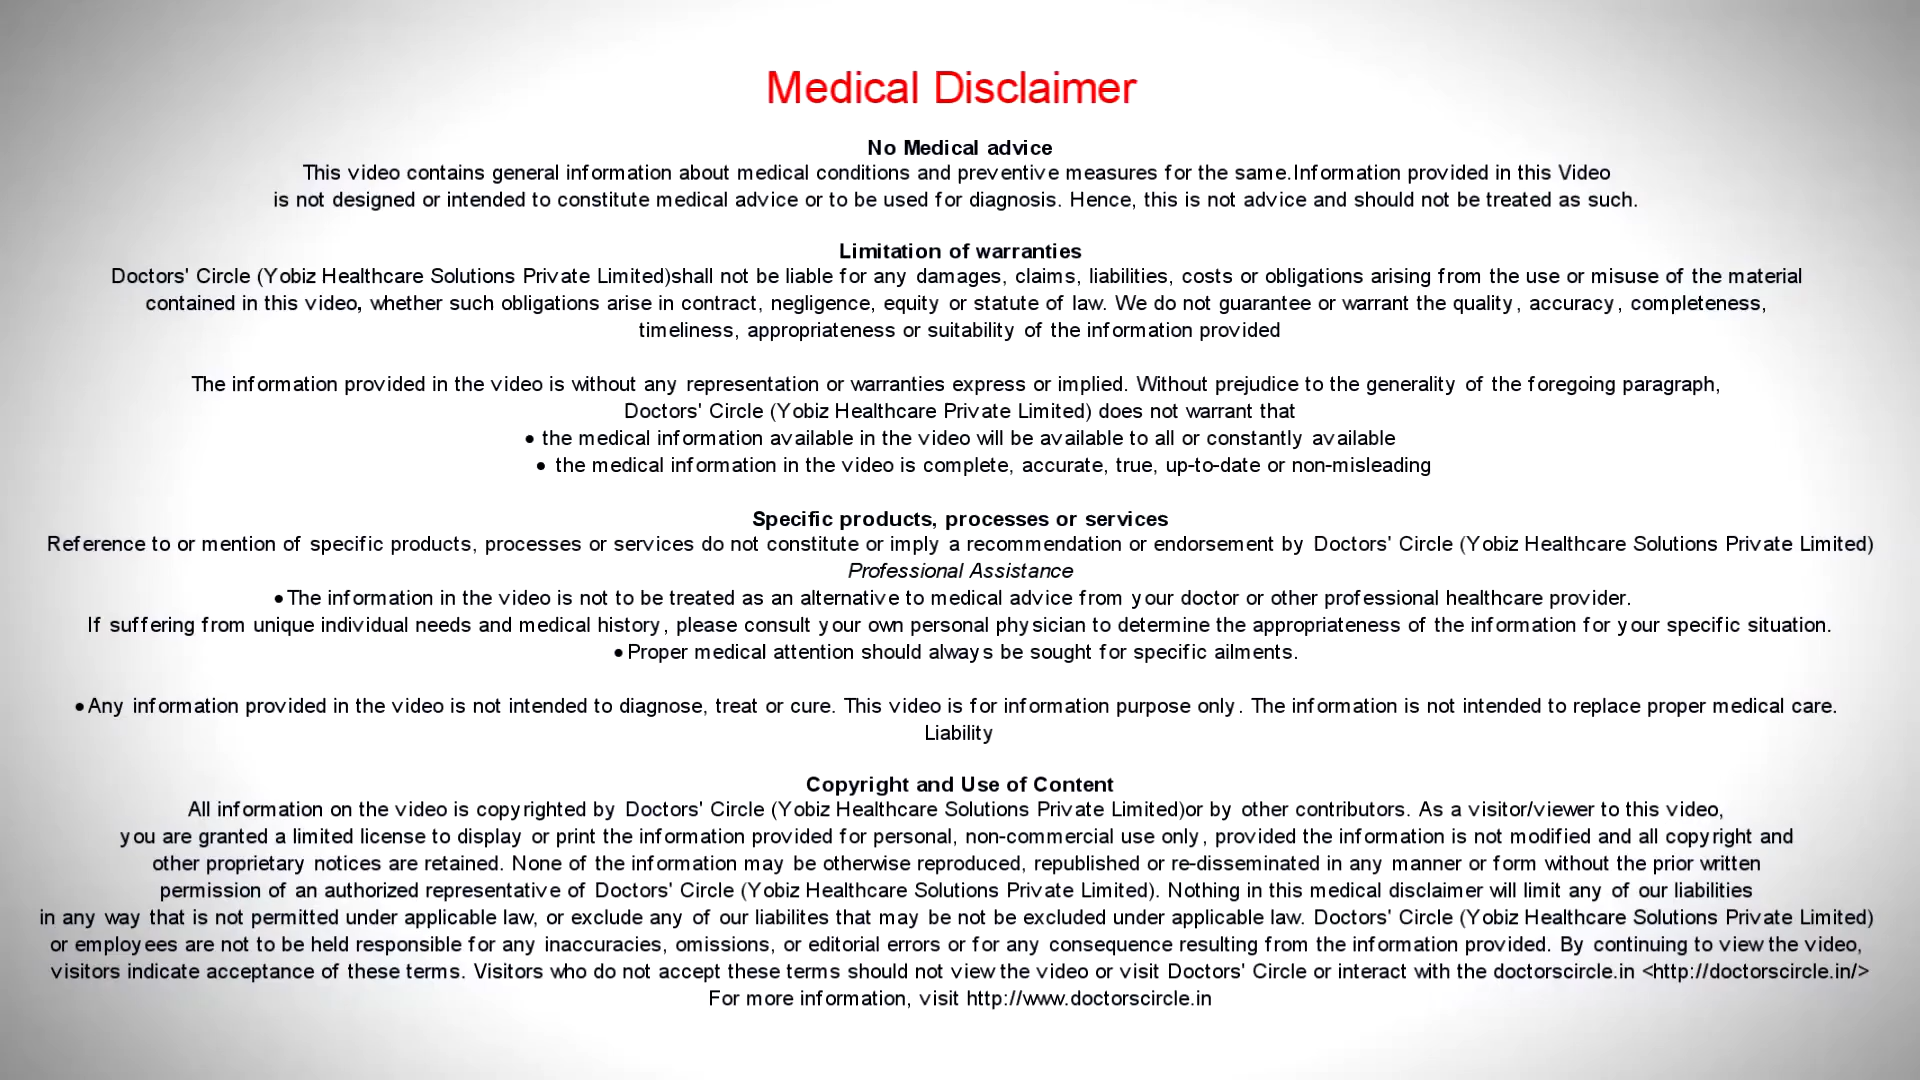 Medical Disclaimer
No Medical advice
This video contains general information about medical conditions and preventive measures for the same.Information provided in this Video
is not designed or intended to constitute medical advice or to be used for diagnosis. Hence, this is not advice and should not be treated as such.
Limitation of warranties
Doctors' Circle (Yobiz Healthcare Solutions Private Limited)shall not be liable for any damages, claims, liabilities, costs or obligations arising from the use or misuse of the material
contained in this video, whether such obligations arise in contract, negligence, equity or statute of law. We do not guarantee or warrant the quality, accuracy, completeness,
timeliness, appropriateness or suitability of the information provided
The information provided in the video is without any representation or warranties express or implied. Without prejudice to the generality of the foregoing paragraph,
Doctors' Circle (Yobiz Healthcare Private Limited) does not warrant that
• the medical information available in the video will be available to all or constantly available
• the medical information in the video is complete, accurate, true, up-to-date or non-misleading
Specific products, processes or services
Reference to or mention of specific products, processes or services do not constitute or imply a recommendation or endorsement by Doctors' Circle (Yobiz Healthcare Solutions Private Limited)
Professional Assistance
•The information in the video is not to be treated as an alternative to medical advice from your doctor or other professional healthcare provider.
If suffering from unique individual needs and medical history, please consult your own personal physician to determine the appropriateness of the information for your specific situation.
•Proper medical attention should always be sought for specific ailments.
•Any information provided in the video is not intended to diagnose, treat or cure. This video is for information purpose only. The information is not intended to replace proper medical care.
Liability
Copyright and Use of Content
All information on the video is copyrighted by Doctors' Circle (Yobiz Healthcare Solutions Private Limited)or by other contributors. As a visitor/viewer to this video,
you are granted a limited license to display or print the information provided for personal, non-commercial use only, provided the information is not modified and all copyright and
other proprietary notices are retained. None of the information may be otherwise reproduced, republished or re-disseminated in any manner or form without the prior written
permission of an authorized representative of Doctors' Circle (Yobiz Healthcare Solutions Private Limited). Nothing in this medical disclaimer will limit any of our liabilities
in any way that is not permitted under applicable law, or exclude any of our liabilites that may be not be excluded under applicable law. Doctors' Circle (Yobiz Healthcare Solutions Private Limited)
or employees are not to be held responsible for any inaccuracies, omissions, or editorial errors or for any consequence resulting from the information provided. By continuing to view the video,
visitors indicate acceptance of these terms. Visitors who do not accept these terms should not view the video or visit Doctors' Circle or interact with the doctorscircle.in <http://doctorscircle.in/>
For more information, visit http://www.doctorscircle.in